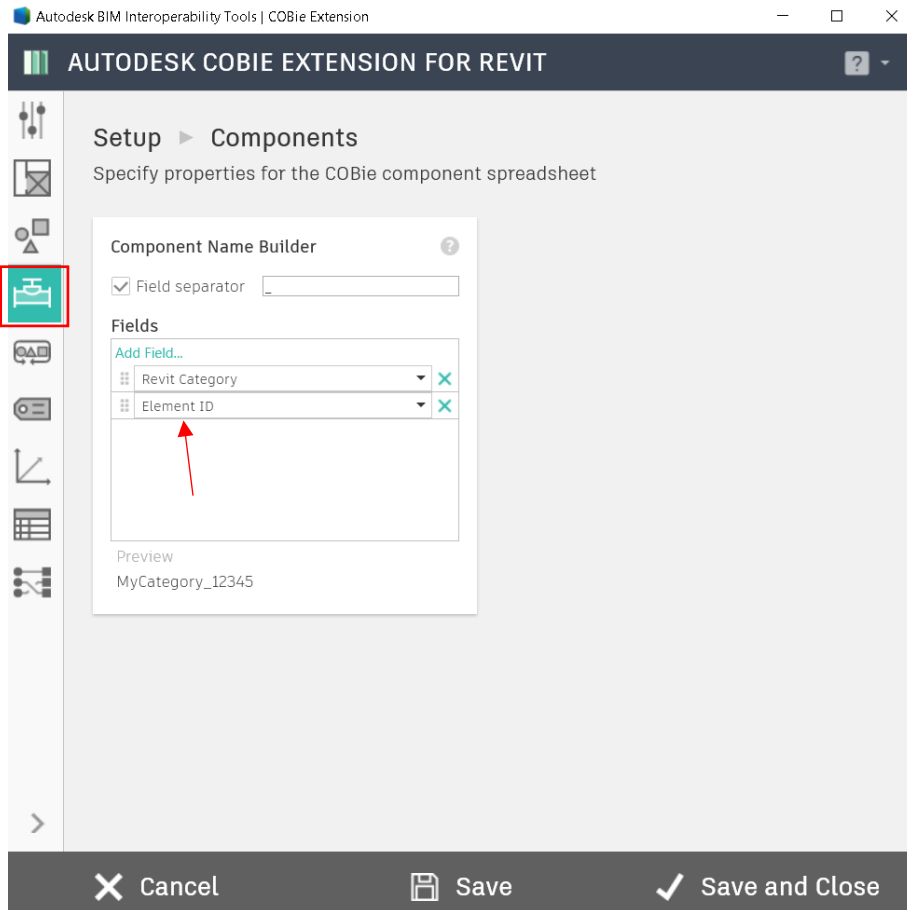 Autodesk BIM Interoperability Tools | COBie Extension
AUTODESK COBIE EXTENSION FOR REVIT
?
Setup Components
Specify properties for the COBie component spreadsheet
Component Name Builder
?
Field separator _
Fields
Add Field...
Revit Category
Element ID
Preview
MyCategory_12345
Cancel Save Save and Close